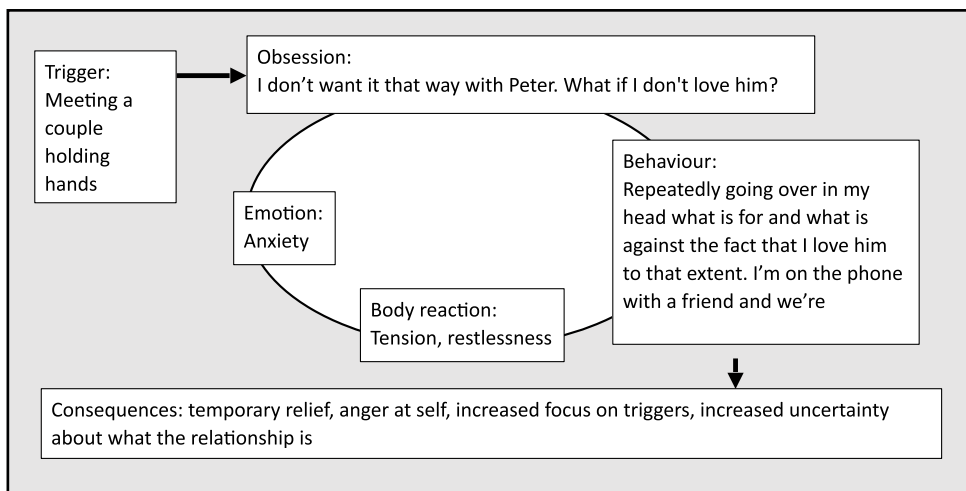 Trigger:
Meeting a
couple
holding
hands
Obsession:
I don’t want it that way with Peter. What if I don't love him?
Behaviour:
Repeatedly going over in my
head what is for and what is
against the fact that I love him
to that extent. I’m on the phone
with a friend and we’re
Emotion:
Anxiety
Body reaction:
Tension, restlessness
Consequences: temporary relief, anger at self, increased focus on triggers, increased uncertainty
about what the relationship is